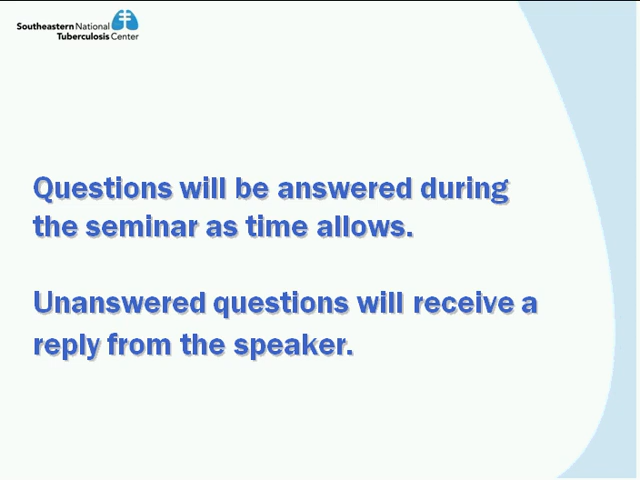 Southeastern National
Tuberculosis Center
Questions will be answered during
the seminar as time allows.
Unanswered questions will receive a
reply from the speaker.